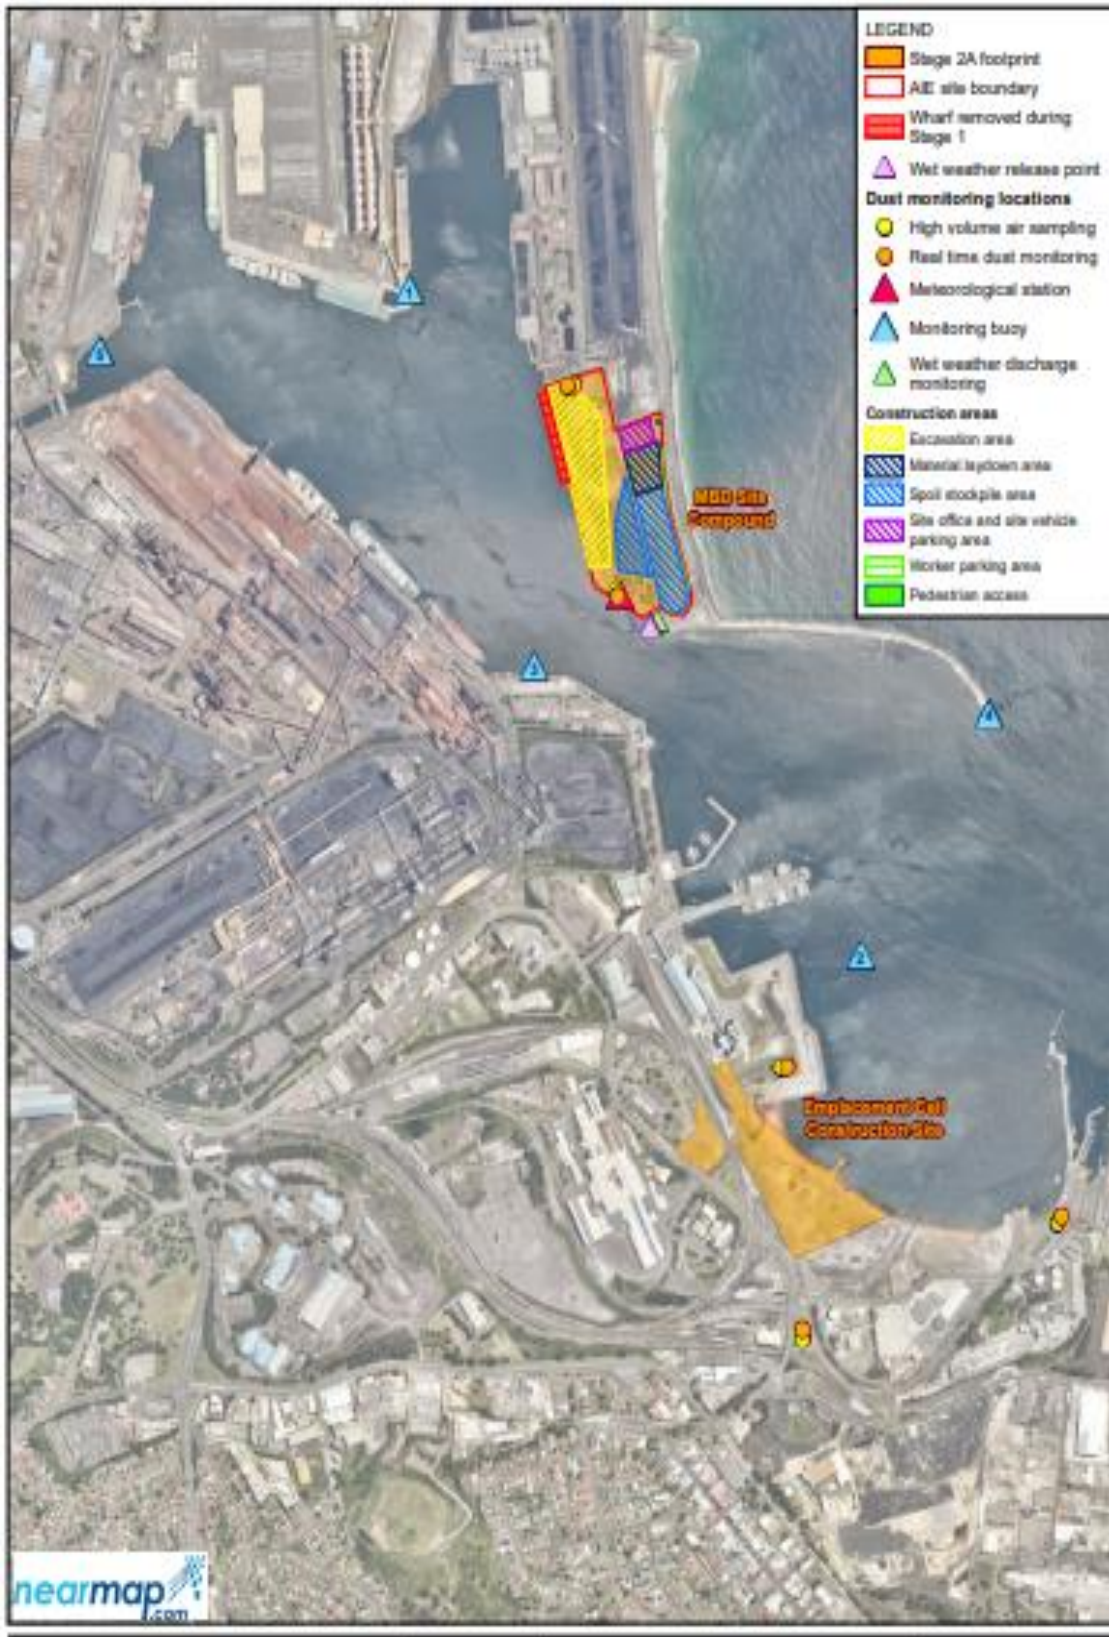 LEGEND
Stage 2A footprint
AIE site boundary
Wharf removed during
Stage 1
Wet weather release point
Dust monitoring locations
High volume air sampling
Real time dust monitoring
Meteorological station
Monitoring buoy
Wet weather discharge
monitoring
Construction areas
Excavation area
Material laydown area
Spoil stockpile area
Site office and site vehicle
parking area
Worker parking area
Pedestrian access
1
5
MBD Site
Compound
3
4
2
Emplacement Cell
Construction Site
nearmap
.com